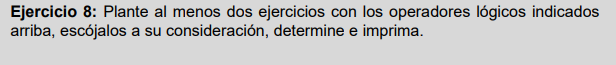 Ejercicio 8: Plante al menos dos ejercicios con los operadores lógicos indicados
arriba, escójalos a su consideración, determine e imprima.